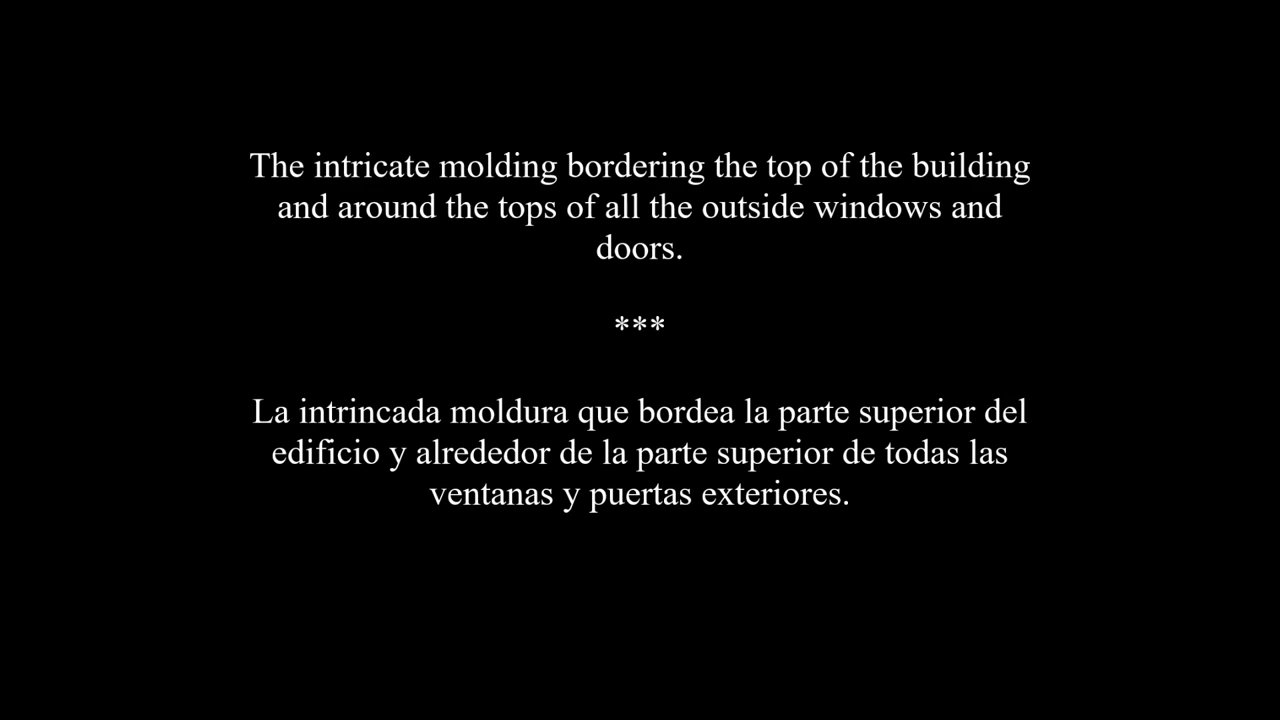 The intricate molding bordering the top of the building
and around the tops of all the outside windows and
doors.
***
La intrincada moldura que bordea la parte superior del
edificio y alrededor de la parte superior de todas las
ventanas y puertas exteriores.